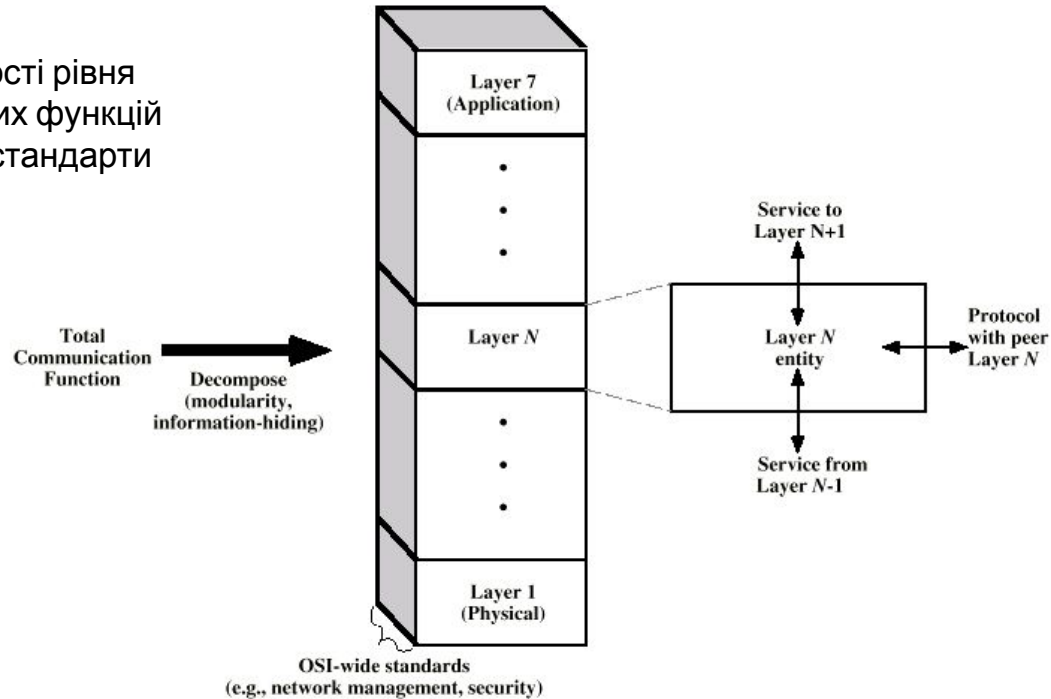 ості рівня
их функцій
стандарти
Layer 7
(Application)
•
•
•
Service to
Layer N+1
Total
Communication
Function
Decompose
(modularity,
information-hiding)
Layer N
Layer N
entity
Protocol
with peer
Layer N
•
•
•
Service from
Layer N-1
Layer 1
(Physical)
OSI-wide standards
(e.g., network management, security)